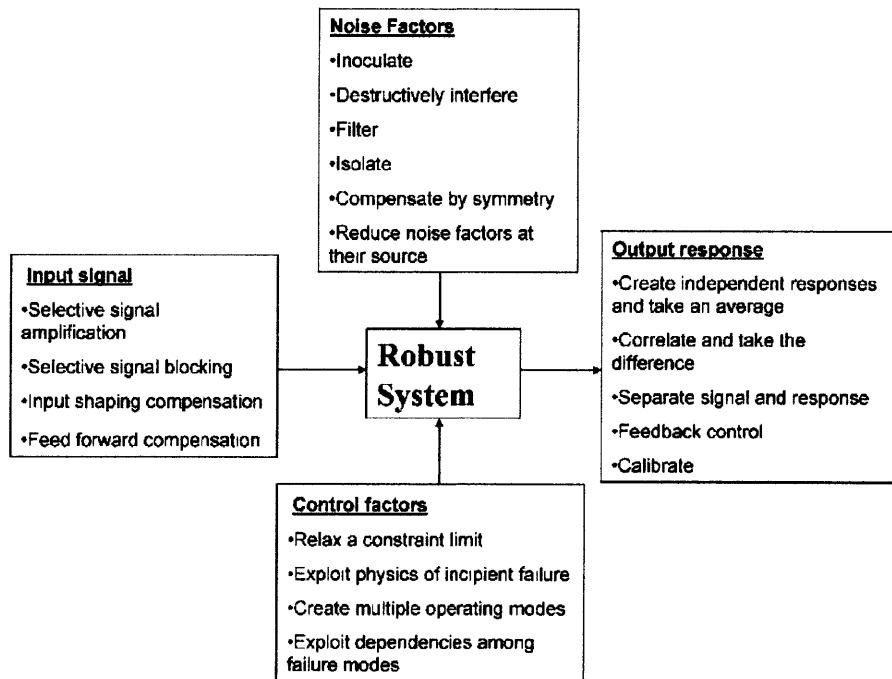 Noise Factors
•Inoculate
•Destructively interfere
•Filter
•Isolate
•Compensate by symmetry
•Reduce noise factors at
their source
Input signal
•Selective signal
amplification
•Selective signal blocking
•Input shaping compensation
•Feed forward compensation
Robust
System
Output response
•Create independent responses
and take an average
•Correlate and take the
difference
•Separate signal and response
•Feedback control
•Calibrate
Control factors
•Relax a constraint limit
•Exploit physics of incipient failure
•Create multiple operating modes
•Exploit dependencies among
failure modes